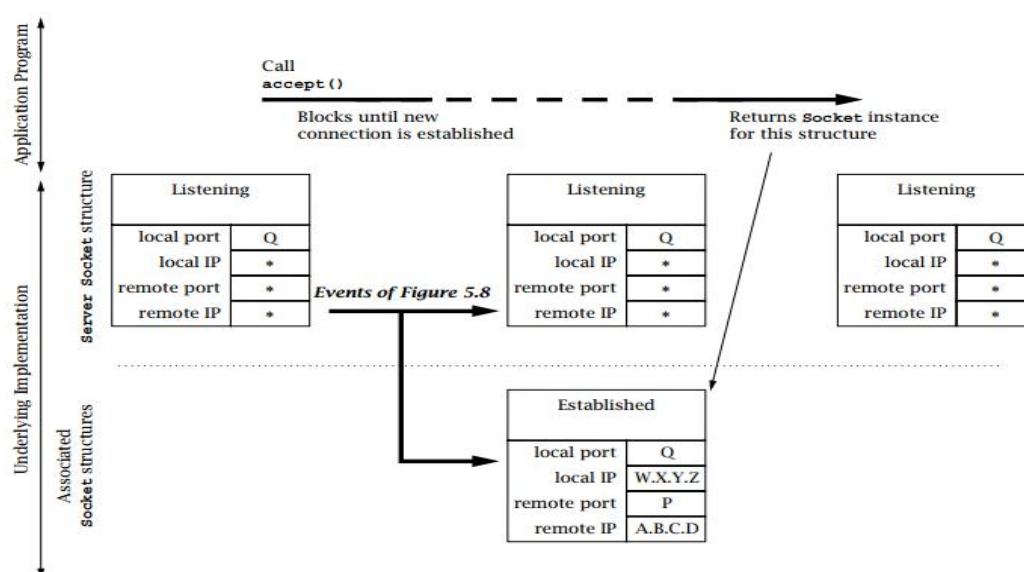 Application Program
Call
accept()
Blocks until new
connection is established
Returns Socket instance
for this structure
Underlying Implementation
Server Socket structure
Listening
local port Q
local IP *
remote port *
remote IP *
Events of Figure 5.8
Listening
local port Q
local IP *
remote port *
remote IP *
Listening
local port Q
local IP *
remote port *
remote IP *
Associated
Socket structures
Established
local port Q
local IP W.X.Y.Z
remote port P
remote IP A.B.C.D